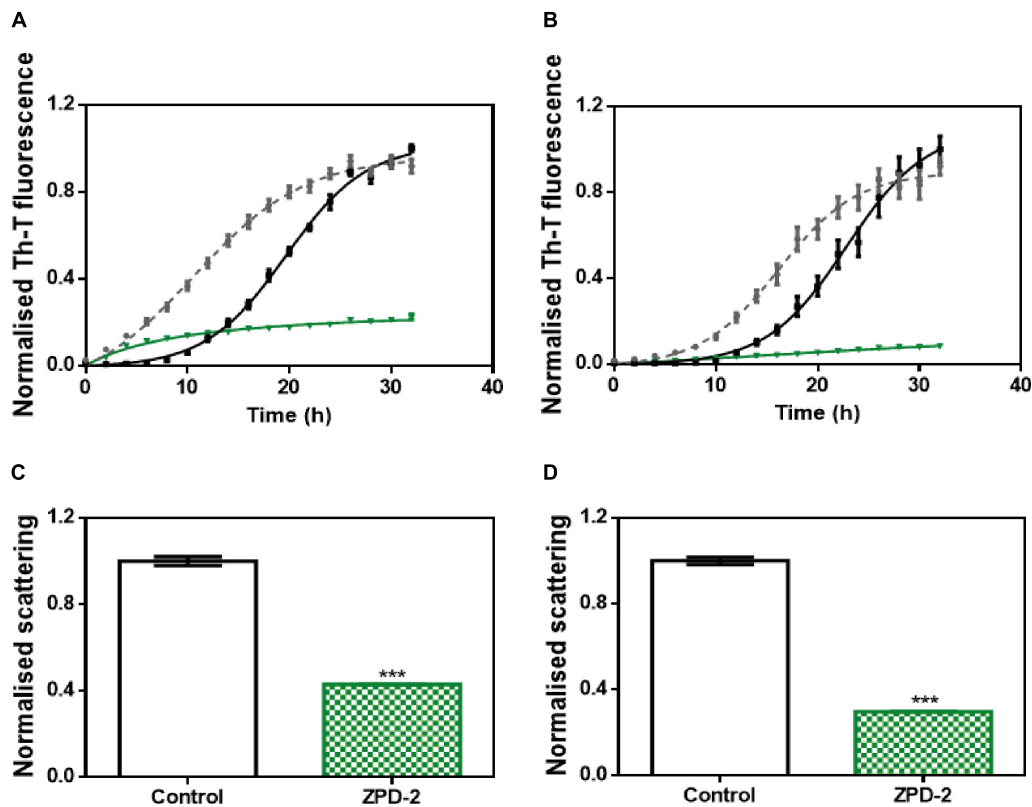 A
B
Normalised Th-T fluorescence
1.2
0.8
0.4
0.0
0 10 20 30 40
Time (h)
Normalised Th-T fluorescence
1.2
0.8
0.4
0.0
0 10 20 30 40
Time (h)
C
D
Normalised scattering
1.2
0.8
0.4
0.0
***
Control ZPD-2
Normalised scattering
1.2
0.8
0.4
0.0
***
Control ZPD-2